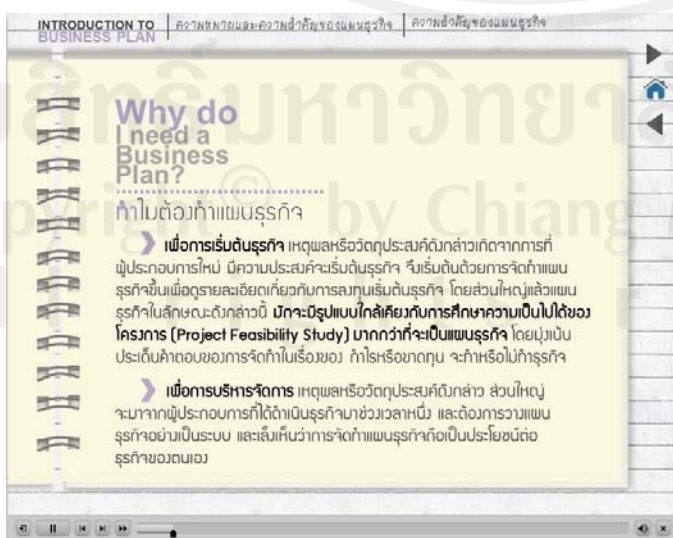 INTRODUCTION TO
BUSINESS PLAN
ความหมายและความสำคัญของแผนธุรกิจ
ความสำคัญของแผนธุรกิจ
Why do
I need a
Business
Plan?
ทำไมต้องทำแผนธุรกิจ
เพื่อการเริ่มต้นธุรกิจ เหตุผลหรือวัตถุประสงค์ดังกล่าวเกิดจากการที่
ผู้ประกอบการใหม่ มีความประสงค์จะเริ่มต้นธุรกิจ จึงเริ่มต้นด้วยการจัดทำแผน
ธุรกิจขึ้นเพื่อดูรายละเอียดเกี่ยวกับการลงทุนเริ่มต้นธุรกิจ โดยส่วนใหญ่แล้วแผน
ธุรกิจในลักษณะดังกล่าวนี้ มักจะมีรูปแบบใกล้เคียงกับการศึกษาความเป็นไปได้ของ
โครงการ (Project Feasibility Study) มากกว่าที่จะเป็นแผนธุรกิจ โดยมุ่งเน้น
ประเด็นคำตอบของการจัดทำในเรื่องของ กำไรหรือขาดทุน จะทำหรือไม่ทำธุรกิจ
เพื่อการบริหารจัดการ เหตุผลหรือวัตถุประสงค์ดังกล่าว ส่วนใหญ่
จะมาจากผู้ประกอบการที่ได้ดำเนินธุรกิจมาช่วงเวลาหนึ่ง และต้องการวางแผน
ธุรกิจอย่างเป็นระบบ และเล็งเห็นว่าการจัดทำแผนธุรกิจถือเป็นประโยชน์ต่อ
ธุรกิจของตนเอง